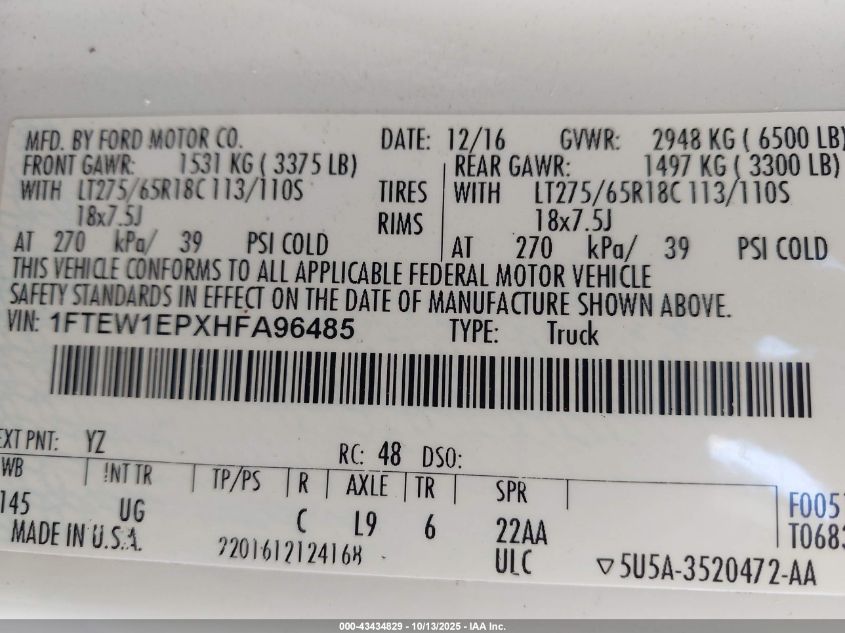 MFD. BY FORD MOTOR CO. DATE: 12/16 GVWR: 2948 KG ( 6500 LB)
FRONT GAWR: 1531 KG ( 3375 LB) REAR GAWR: 1497 KG ( 3300 LB)
WITH LT275/65R18C 113/110S TIRES WITH LT275/65R18C 113/110S
18x7.5J RIMS 18x7.5J
AT 270 kPa/ 39 PSI COLD AT 270 kPa/ 39 PSI COLD
THIS VEHICLE CONFORMS TO ALL APPLICABLE FEDERAL MOTOR VEHICLE
SAFETY STANDARDS IN EFFECT ON THE DATE OF MANUFACTURE SHOWN ABOVE.
VIN: 1FTEW1EPXHFA96485 TYPE: Truck
EXT PNT: YZ RC: 48 DSO:
WB INT TR TP/PS R AXLE TR SPR
145 UG C L9 6 22AA F005
MADE IN U.S.A. 2201612124168 ULC ▽5U5A-3520472-AA T068
000-43434829 - 10/13/2025 - IAA Inc.